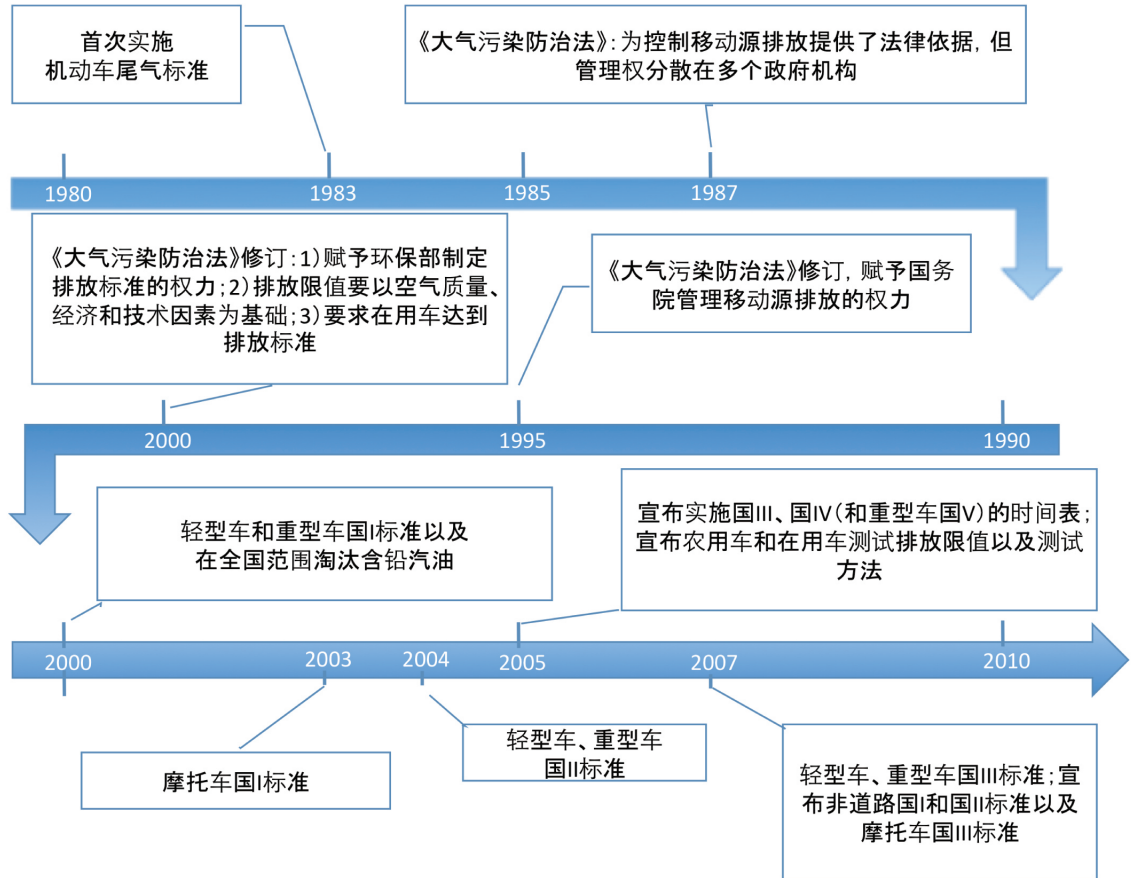 首次实施
机动车尾气标准
《大气污染防治法》:为控制移动源排放提供了法律依据, 但
管理权分散在多个政府机构
1980
1983
1985
1987
《大气污染防治法》修订:1)赋予环保部制定
排放标准的权力;2)排放限值要以空气质量、
经济和技术因素为基础;3)要求在用车达到
排放标准
《大气污染防治法》修订, 赋予国务
院管理移动源排放的权力
2000
1995
1990
轻型车和重型车国I标准以及
在全国范围淘汰含铅汽油
宣布实施国III、国IV(和重型车国V)的时间表;
宣布农用车和在用车测试排放限值以及测试
方法
2000
2003
2004
2005
2007
2010
摩托车国I标准
轻型车、重型车
国II标准
轻型车、重型车国III标准;宣
布非道路国I和国II标准以及
摩托车国III标准